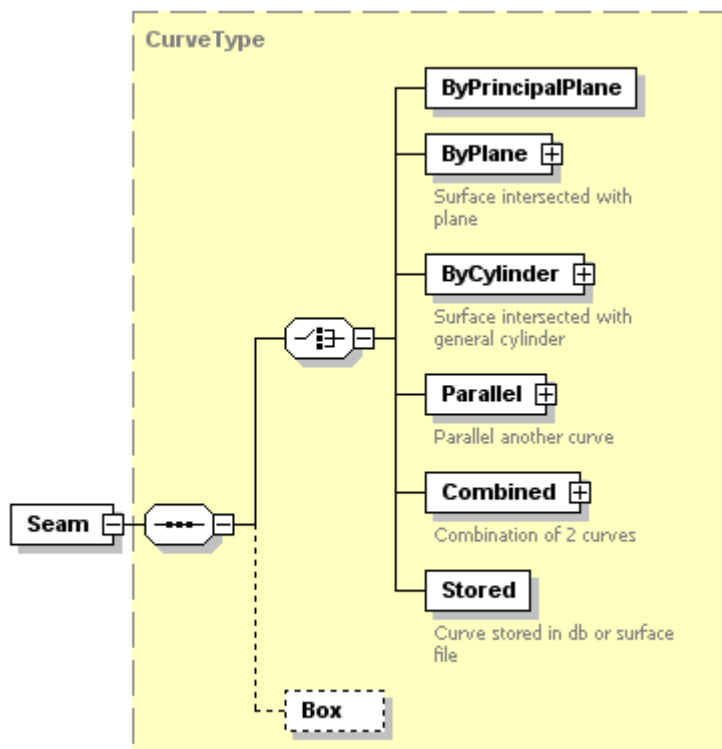 CurveType
ByPrincipalPlane
ByPlane
Surface intersected with
plane
ByCylinder
Surface intersected with
general cylinder
Parallel
Parallel another curve
Seam
Combined
Combination of 2 curves
Stored
Curve stored in db or surface
file
Box